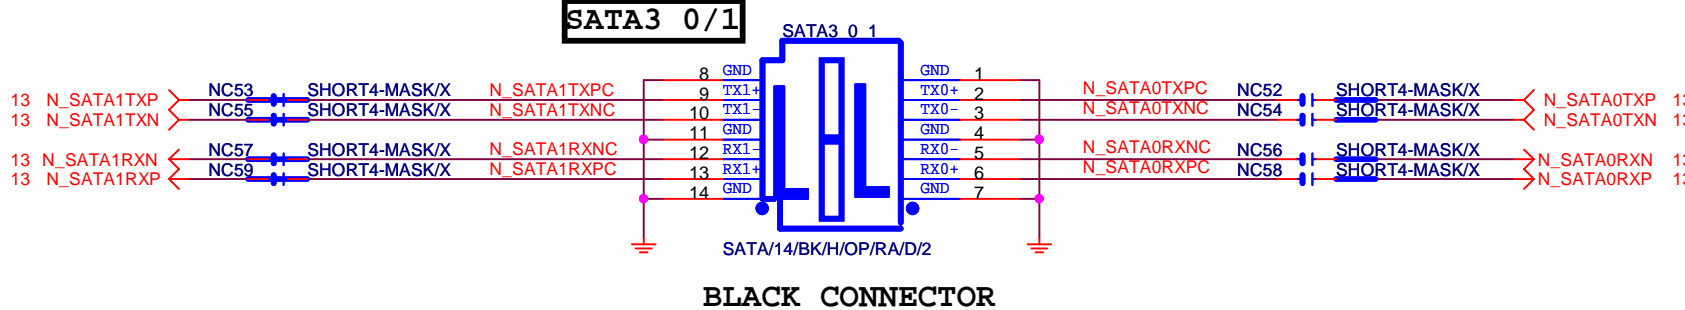 SATA3 0/1
SATA3 0 1
8 GND GND 1
NC53 SHORT4-MASK/X N_SATA1TXPC 9 TX1+ TX0+ 2 N_SATA0TXPC NC52 SHORT4-MASK/X
13 N_SATA1TXP N_SATA0TXP
NC55 SHORT4-MASK/X N_SATA1TXNC 10 TX1- TX0- 3 N_SATA0TXNC NC54 SHORT4-MASK/X
13 N_SATA1TXN N_SATA0TXN
11 GND GND 4
NC57 SHORT4-MASK/X N_SATA1RXNC 12 RX1- RX0- 5 N_SATA0RXNC NC56 SHORT4-MASK/X
13 N_SATA1RXN N_SATA0RXN
NC59 SHORT4-MASK/X N_SATA1RXPC 13 RX1+ RX0+ 6 N_SATA0RXPC NC58 SHORT4-MASK/X
13 N_SATA1RXP N_SATA0RXP
14 GND GND 7
SATA/14/BK/H/OP/RA/D/2
BLACK CONNECTOR